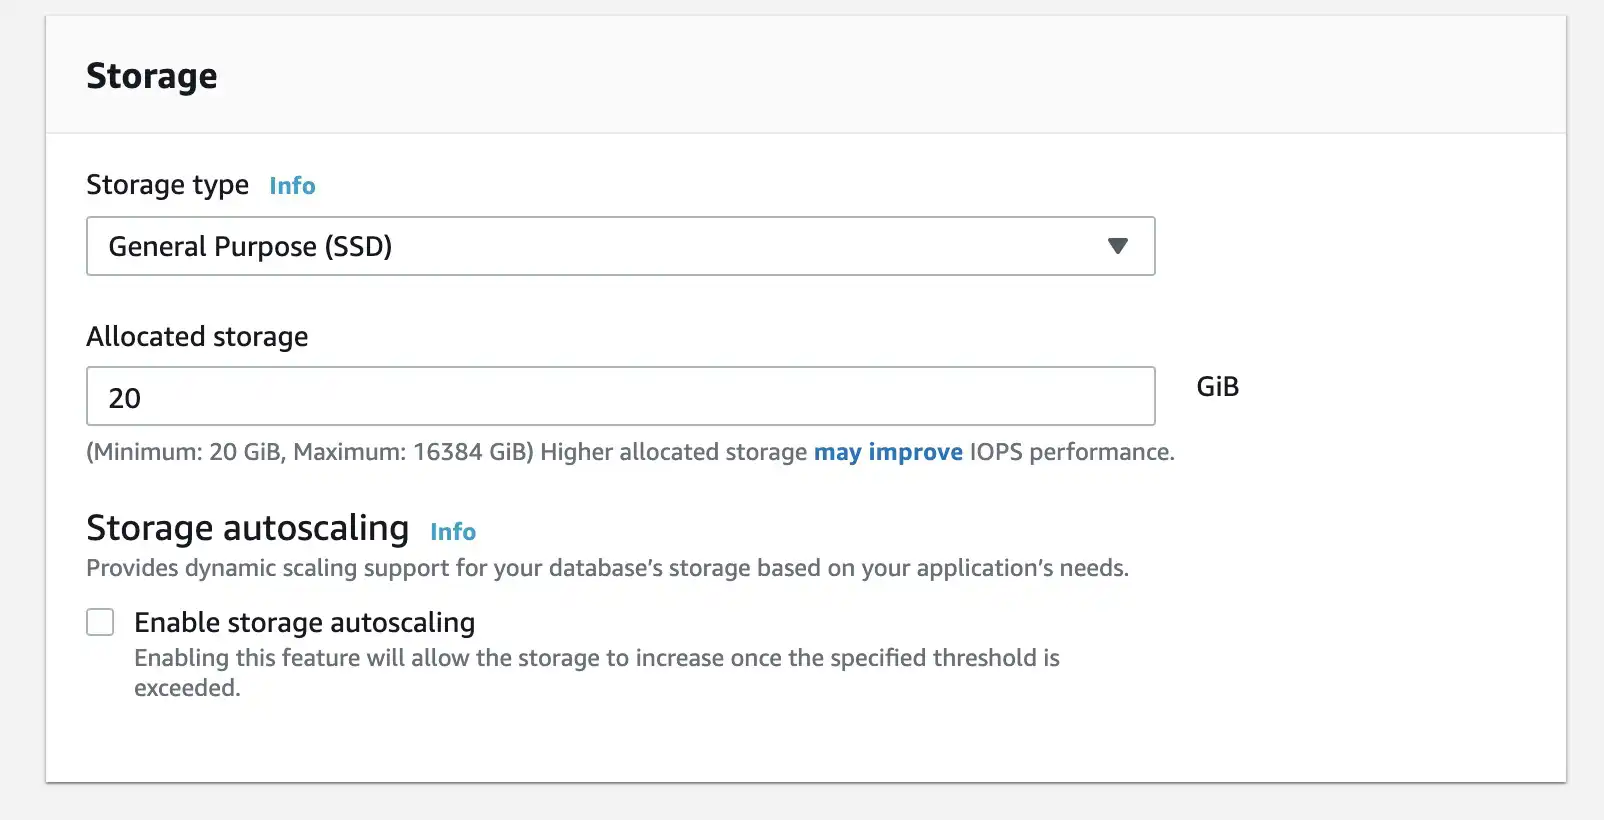 Storage
Storage type Info
General Purpose (SSD)
Allocated storage
20
GiB
(Minimum: 20 GiB, Maximum: 16384 GiB) Higher allocated storage may improve IOPS performance.
Storage autoscaling Info
Provides dynamic scaling support for your database’s storage based on your application’s needs.
Enable storage autoscaling
Enabling this feature will allow the storage to increase once the specified threshold is
exceeded.